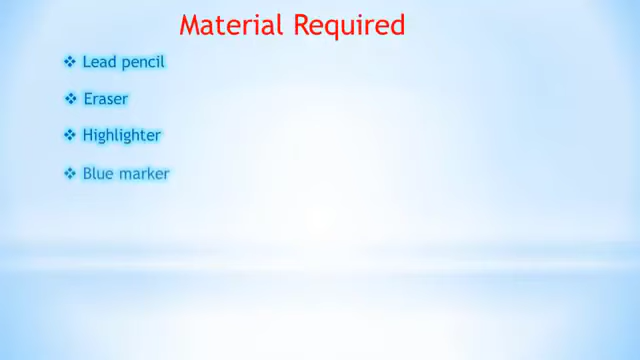 Material Required
❖ Lead pencil
❖ Eraser
❖ Highlighter
❖ Blue marker